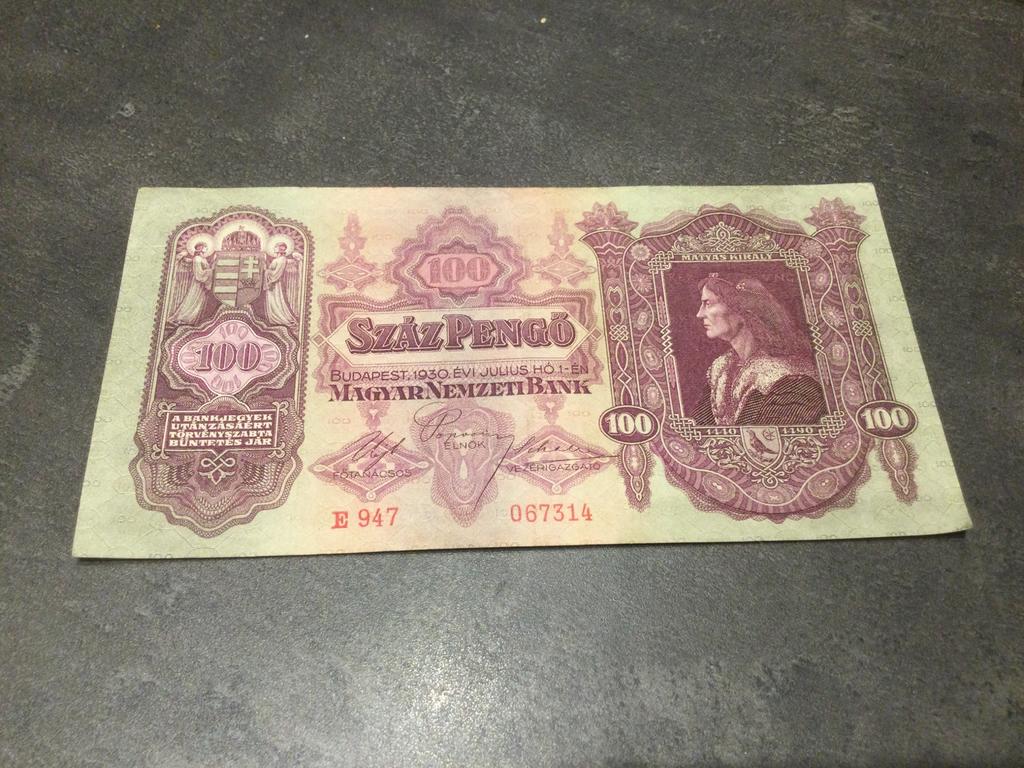 100
A BANKJEGYEK
UTÁNZÁSÁÉRT
TÖRVÉNYSZABTA
BÜNTETÉS JÁR
100
SZÁZ PENGŐ
BUDAPEST, 1930. ÉVI JULIUS HÓ 1-ÉN
MAGYAR NEMZETI BANK
FŐTANÁCSOS
ELNÖK
VEZÉRIGAZGATÓ
E 947 067314
MÁTYÁS KIRÁLY
100 100
1440 1490